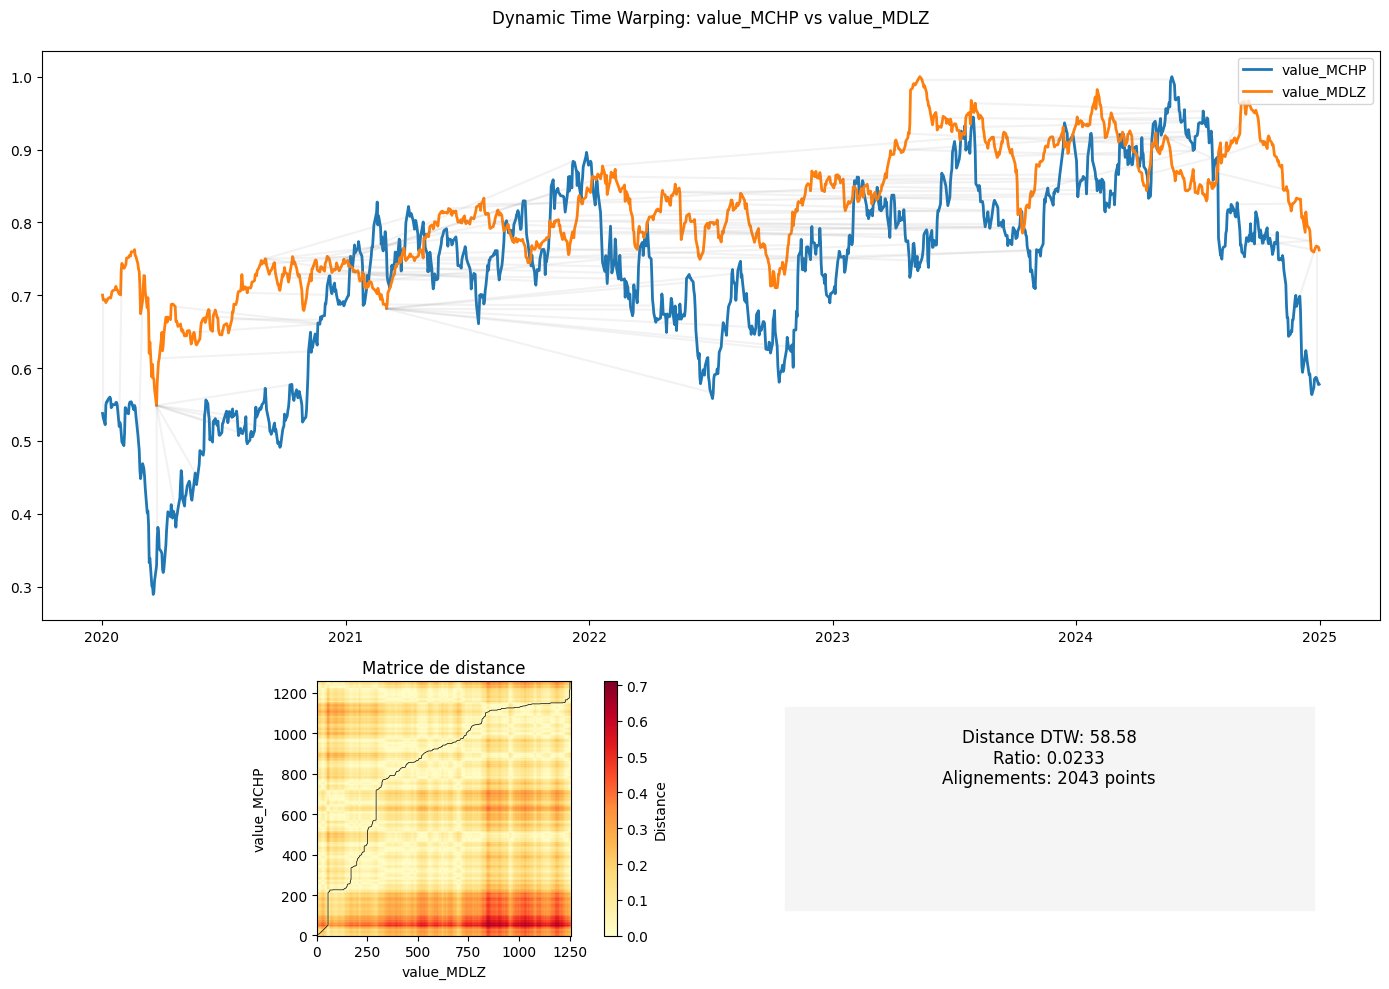 Dynamic Time Warping: value_MCHP vs value_MDLZ
1.0
0.9
0.8
0.7
0.6
0.5
0.4
0.3
value_MCHP
value_MDLZ
2020 2021 2022 2023 2024 2025
Matrice de distance
1200
1000
800
600
400
200
0
value_MCHP
0 250 500 750 1000 1250
value_MDLZ
0.7
0.6
0.5
0.4
0.3
0.2
0.1
0.0
Distance
Distance DTW: 58.58
Ratio: 0.0233
Alignements: 2043 points